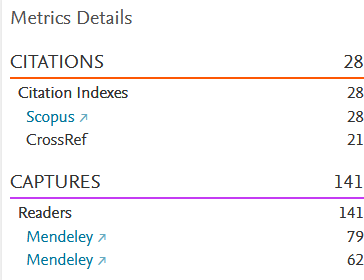 Metrics Details
CITATIONS 28
Citation Indexes 28
Scopus ↗ 28
CrossRef 21
CAPTURES 141
Readers 141
Mendeley ↗ 79
Mendeley ↗ 62